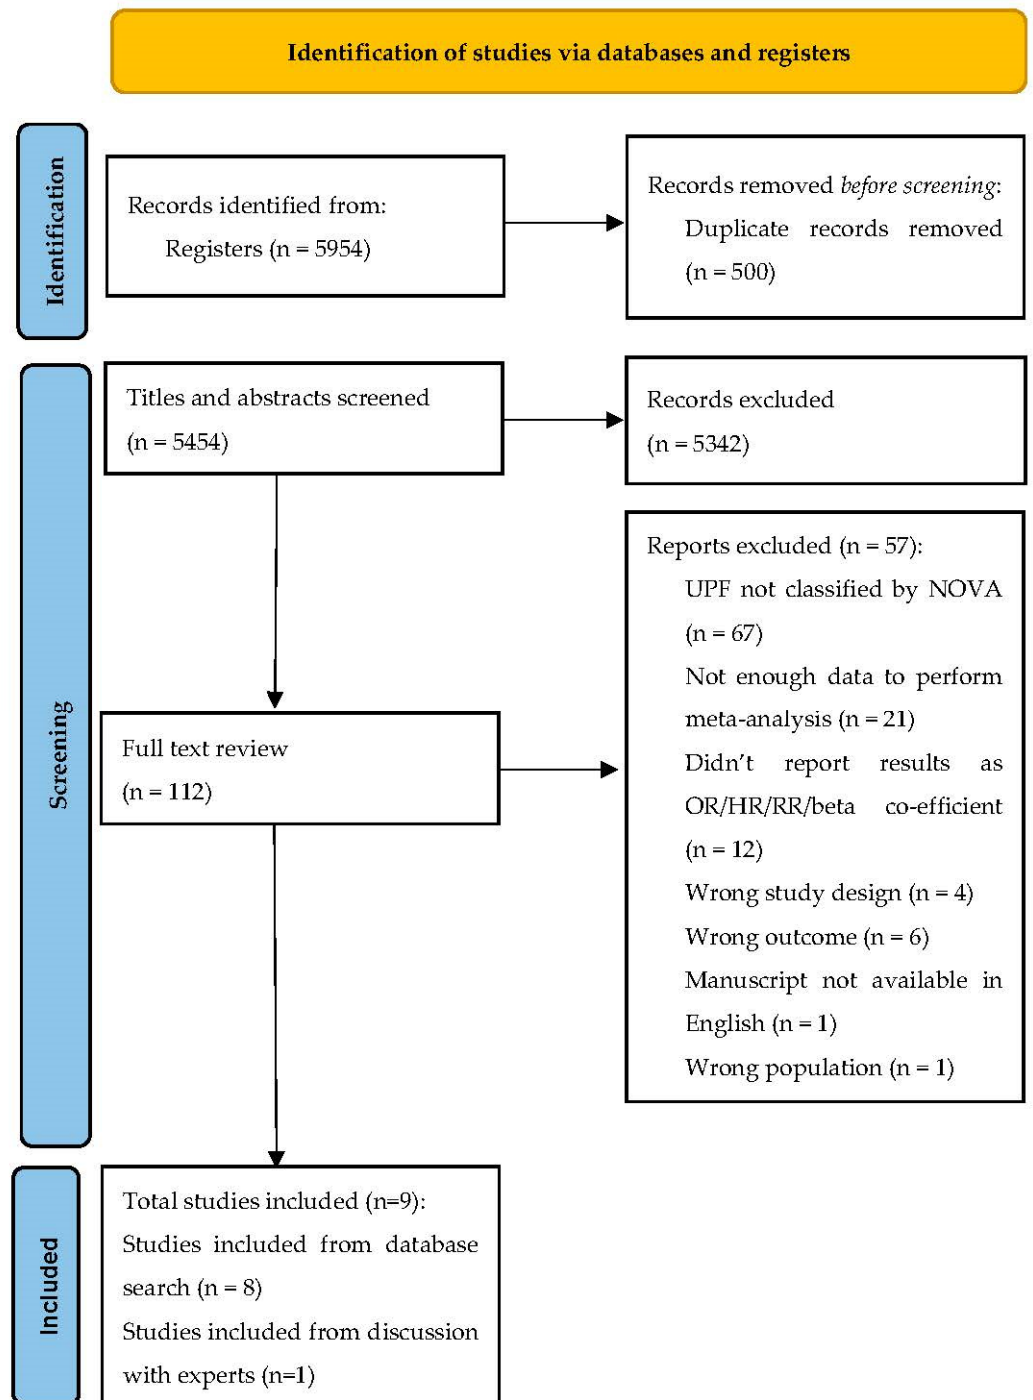 Identification of studies via databases and registers
Identification
Records identified from:
Registers (n = 5954)
Records removed before screening:
Duplicate records removed
(n = 500)
Screening
Titles and abstracts screened
(n = 5454)
Records excluded
(n = 5342)
Full text review
(n = 112)
Reports excluded (n = 57):
UPF not classified by NOVA
(n = 67)
Not enough data to perform
meta-analysis (n = 21)
Didn't report results as
OR/HR/RR/beta co-efficient
(n = 12)
Wrong study design (n = 4)
Wrong outcome (n = 6)
Manuscript not available in
English (n = 1)
Wrong population (n = 1)
Included
Total studies included (n=9):
Studies included from database
search (n = 8)
Studies included from discussion
with experts (n=1)